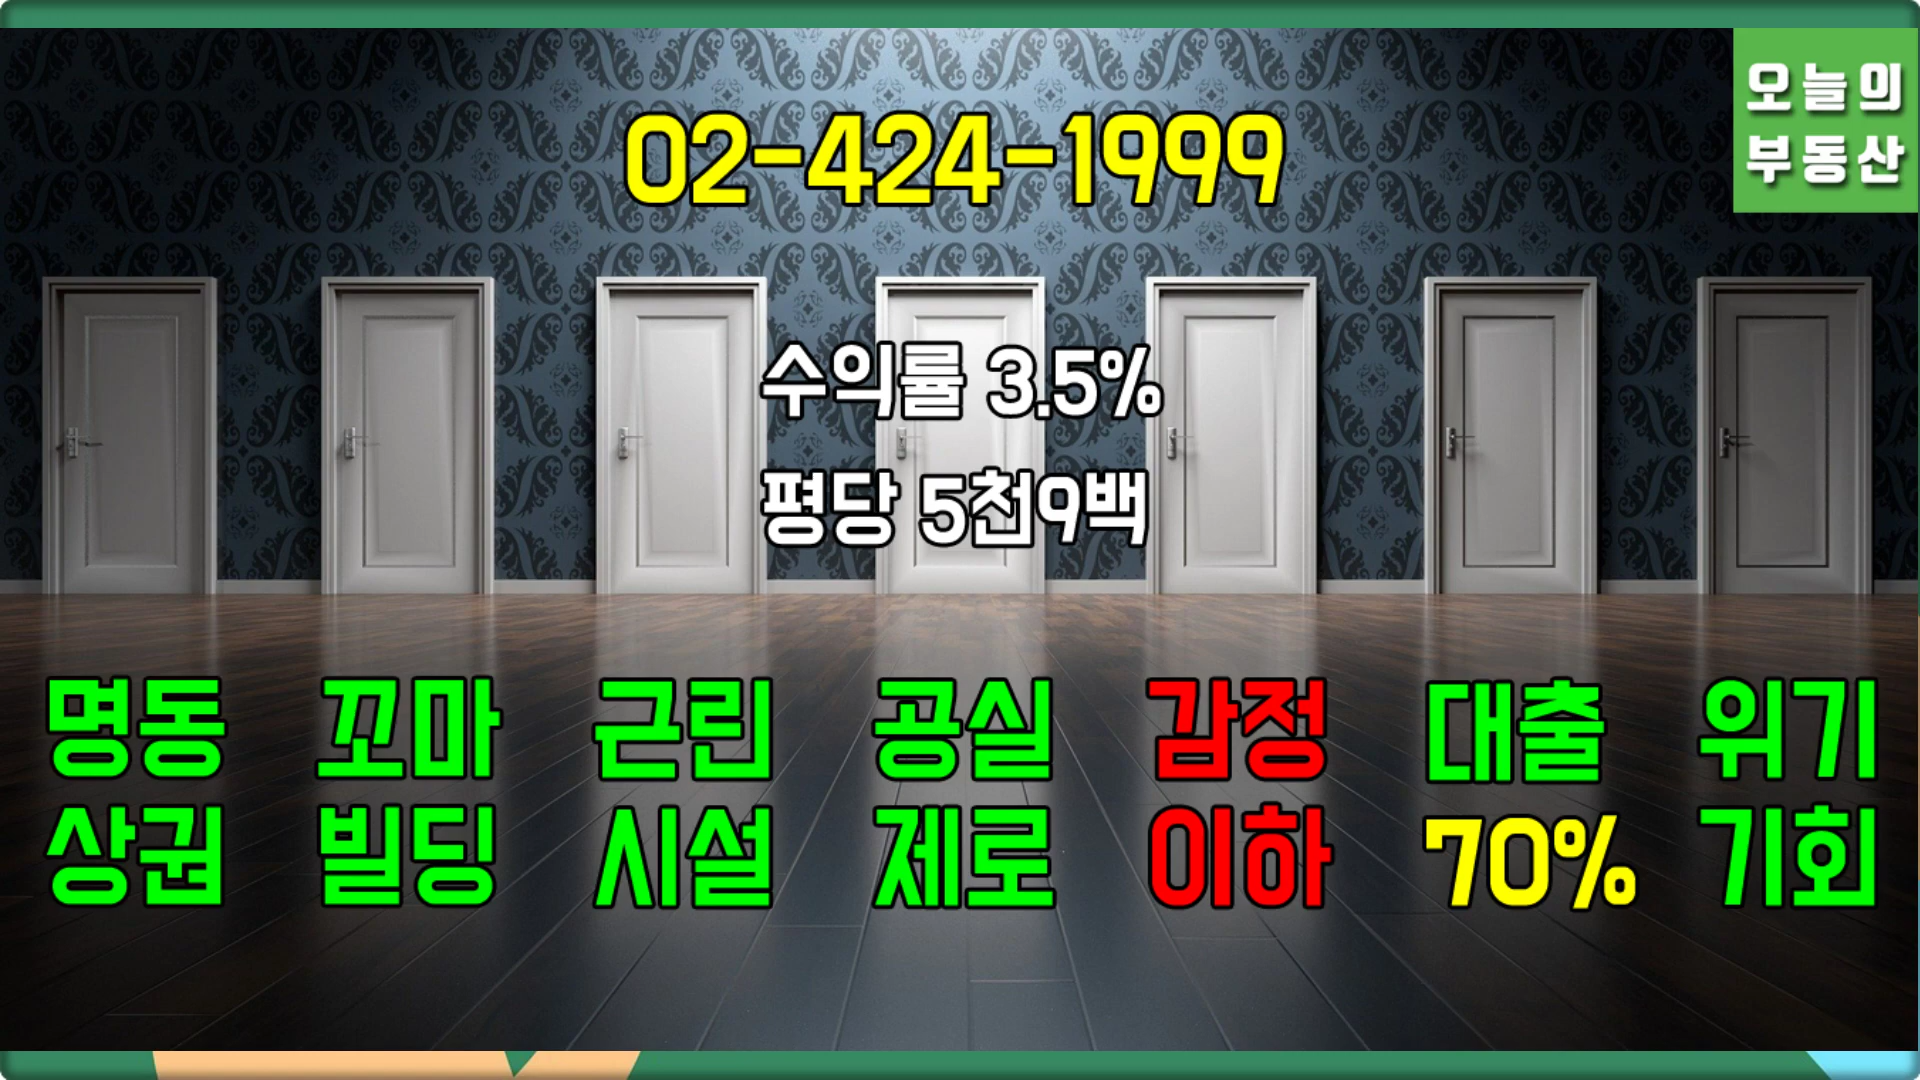 오늘의
부동산
02-424-1999
수익률 3.5%
평당 5천9백
명동 꼬마 근린 공실 감정 대출 위기
상권 빌딩 시설 제로 이하 70% 기회